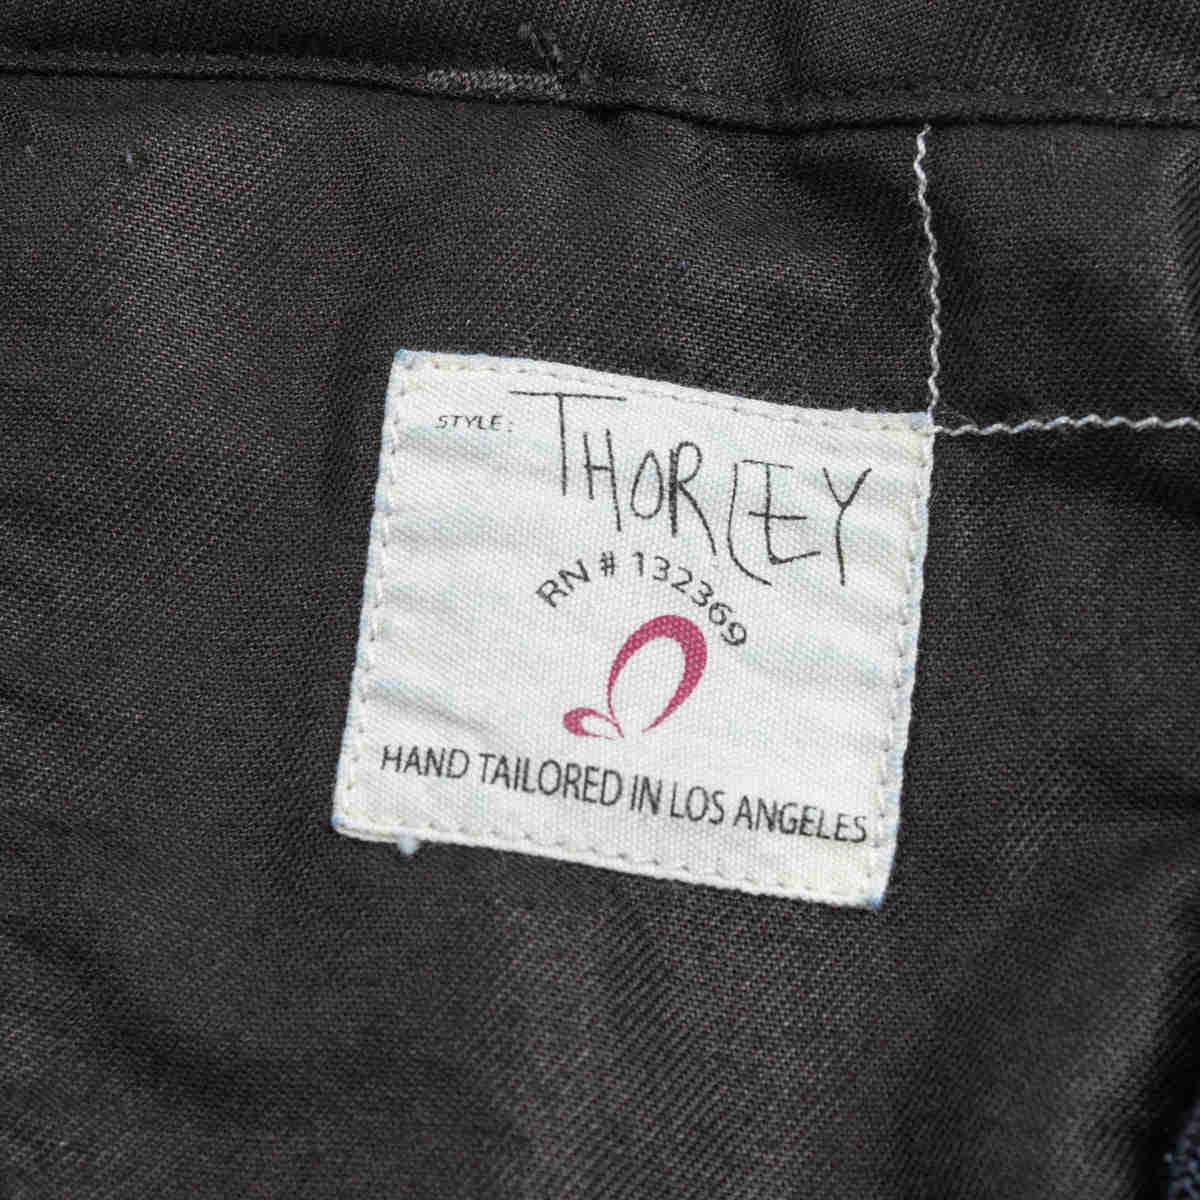 STYLE: THORLEY
RN # 132369
HAND TAILORED IN LOS ANGELES